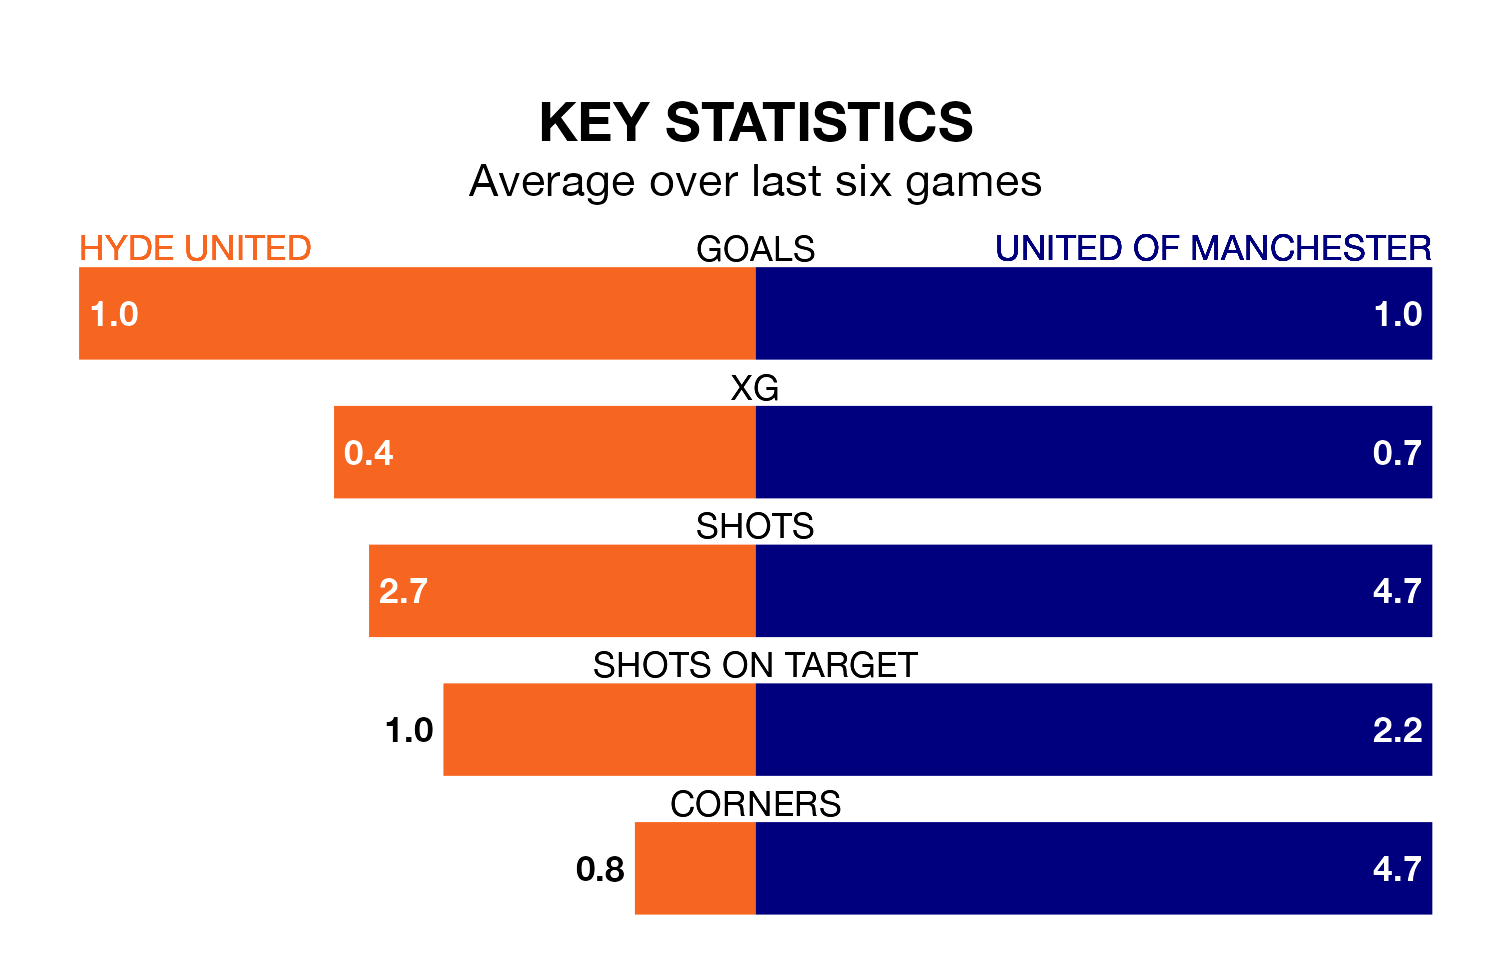 KEY STATISTICS
Average over last six games
HYDE UNITED GOALS UNITED OF MANCHESTER
1.0 1.0
XG
0.4 0.7
SHOTS
2.7 4.7
SHOTS ON TARGET
1.0 2.2
CORNERS
0.8 4.7